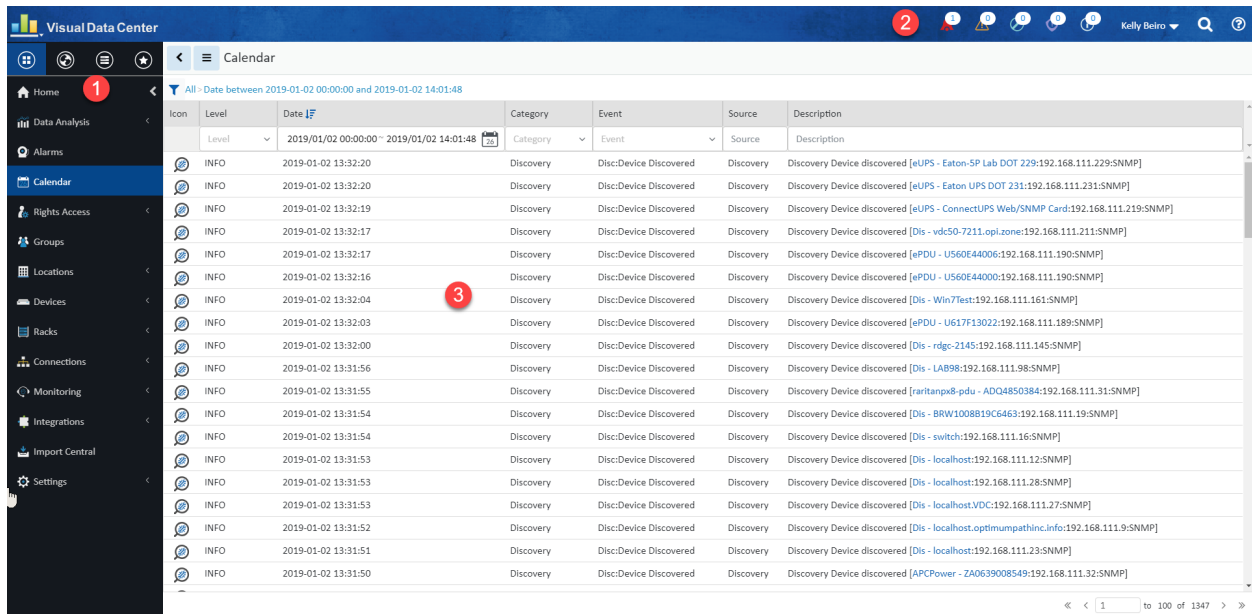 Visual Data Center
2 1 0 0 0 0 Kelly Beiro
Calendar
1
Home
Data Analysis
Alarms
Calendar
Rights Access
Groups
Locations
Devices
Racks
Connections
Monitoring
Integrations
Import Central
Settings
All > Date between 2019-01-02 00:00:00 and 2019-01-02 14:01:48
Icon Level Date Category Event Source Description
Level 2019/01/02 00:00:00 ~ 2019/01/02 14:01:48 26 Category Event Source Description
INFO 2019-01-02 13:32:20 Discovery Disc:Device Discovered Discovery Discovery Device discovered [eUPS - Eaton-5P Lab DOT 229:192.168.111.229:SNMP]
INFO 2019-01-02 13:32:20 Discovery Disc:Device Discovered Discovery Discovery Device discovered [eUPS - Eaton UPS DOT 231:192.168.111.231:SNMP]
INFO 2019-01-02 13:32:19 Discovery Disc:Device Discovered Discovery Discovery Device discovered [eUPS - ConnectUPS Web/SNMP Card:192.168.111.219:SNMP]
INFO 2019-01-02 13:32:17 Discovery Disc:Device Discovered Discovery Discovery Device discovered [Dis - vdc50-7211.opi.zone:192.168.111.211:SNMP]
INFO 2019-01-02 13:32:17 Discovery Disc:Device Discovered Discovery Discovery Device discovered [ePDU - U560E44006:192.168.111.190:SNMP]
INFO 2019-01-02 13:32:16 Discovery Disc:Device Discovered Discovery Discovery Device discovered [ePDU - U560E44000:192.168.111.190:SNMP]
3
INFO 2019-01-02 13:32:04 Discovery Disc:Device Discovered Discovery Discovery Device discovered [Dis - Win7Test:192.168.111.161:SNMP]
INFO 2019-01-02 13:32:03 Discovery Disc:Device Discovered Discovery Discovery Device discovered [ePDU - U617F13022:192.168.111.189:SNMP]
INFO 2019-01-02 13:32:00 Discovery Disc:Device Discovered Discovery Discovery Device discovered [Dis - rdgc-2145:192.168.111.145:SNMP]
INFO 2019-01-02 13:31:56 Discovery Disc:Device Discovered Discovery Discovery Device discovered [Dis - LAB98:192.168.111.98:SNMP]
INFO 2019-01-02 13:31:55 Discovery Disc:Device Discovered Discovery Discovery Device discovered [raritanpx8-pdu - ADQ4850384:192.168.111.31:SNMP]
INFO 2019-01-02 13:31:54 Discovery Disc:Device Discovered Discovery Discovery Device discovered [Dis - BRW1008B19C6463:192.168.111.19:SNMP]
INFO 2019-01-02 13:31:54 Discovery Disc:Device Discovered Discovery Discovery Device discovered [Dis - switch:192.168.111.16:SNMP]
INFO 2019-01-02 13:31:53 Discovery Disc:Device Discovered Discovery Discovery Device discovered [Dis - localhost:192.168.111.12:SNMP]
INFO 2019-01-02 13:31:53 Discovery Disc:Device Discovered Discovery Discovery Device discovered [Dis - localhost:192.168.111.28:SNMP]
INFO 2019-01-02 13:31:53 Discovery Disc:Device Discovered Discovery Discovery Device discovered [Dis - localhost.VDC:192.168.111.27:SNMP]
INFO 2019-01-02 13:31:52 Discovery Disc:Device Discovered Discovery Discovery Device discovered [Dis - localhost.optimumpathinc.info:192.168.111.9:SNMP]
INFO 2019-01-02 13:31:51 Discovery Disc:Device Discovered Discovery Discovery Device discovered [Dis - localhost:192.168.111.23:SNMP]
INFO 2019-01-02 13:31:50 Discovery Disc:Device Discovered Discovery Discovery Device discovered [APCPower - ZA0639008549:192.168.111.32:SNMP]
« < 1 to 100 of 1347 > »